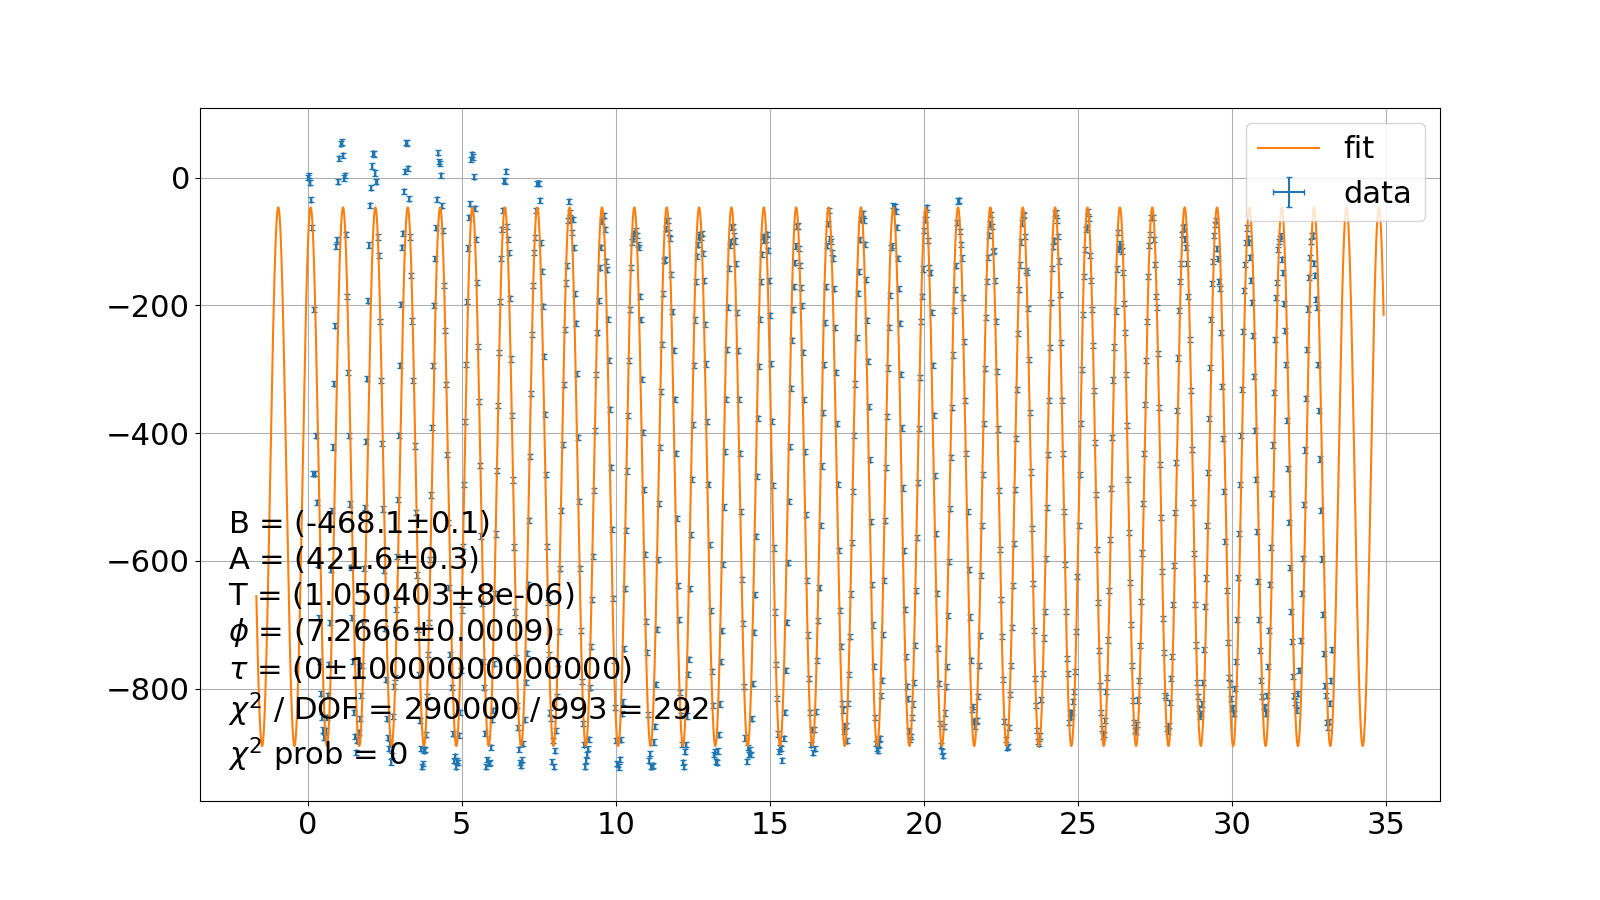 fit
data
0
−200
−400
−600
−800
B = (-468.1±0.1)
A = (421.6±0.3)
T = (1.050403±8e-06)
ϕ = (7.2666±0.0009)
τ = (0±10000000000000)
χ² / DOF = 290000 / 993 = 292
χ² prob = 0
0 5 10 15 20 25 30 35